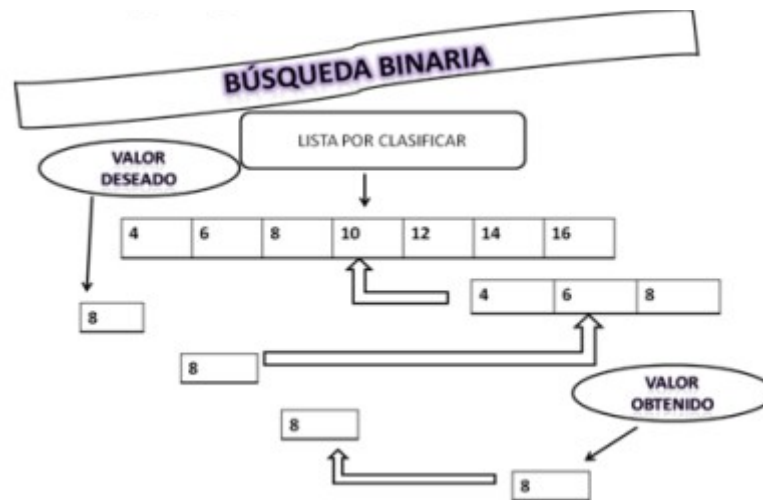 BÚSQUEDA BINARIA
LISTA POR CLASIFICAR
VALOR
DESEADO
4 6 8 10 12 14 16
4 6 8
8
8
VALOR
OBTENIDO
8
8